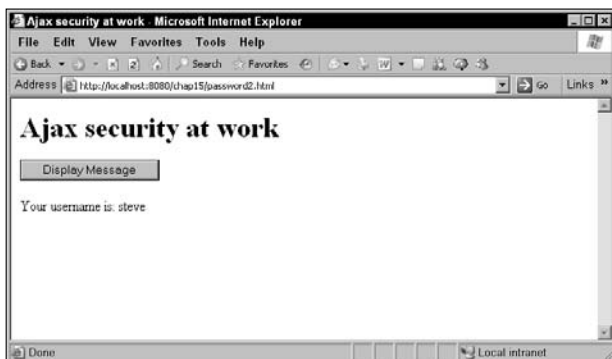 Ajax security at work - Microsoft Internet Explorer
File Edit View Favorites Tools Help
Back Search Favorites
Address http://localhost:8080/chap15/password2.html Go Links »
Ajax security at work
Display Message
Your username is: steve
Done Local intranet